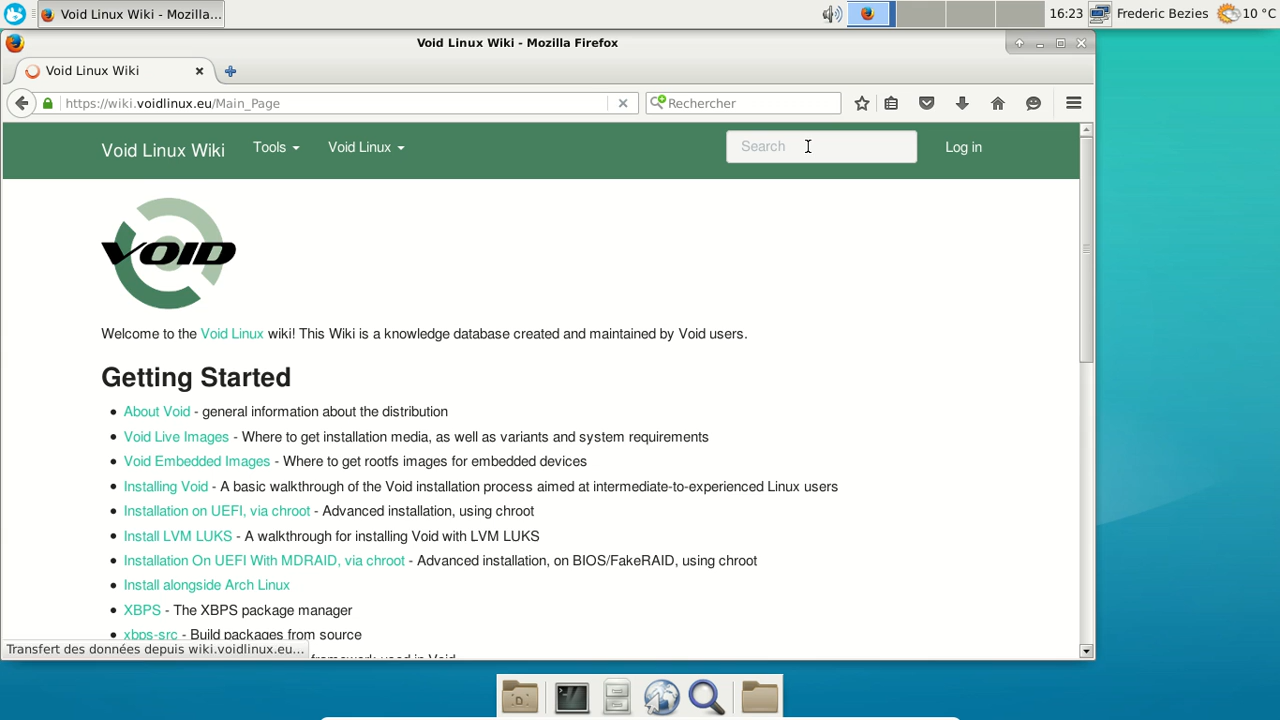 Void Linux Wiki - Mozilla... 16:23 Frederic Bezies 10 °C
Void Linux Wiki - Mozilla Firefox
Void Linux Wiki
https://wiki.voidlinux.eu/Main_Page Rechercher
Void Linux Wiki Tools Void Linux Search Log in
VOID
Welcome to the Void Linux wiki! This Wiki is a knowledge database created and maintained by Void users.
Getting Started
• About Void - general information about the distribution
• Void Live Images - Where to get installation media, as well as variants and system requirements
• Void Embedded Images - Where to get rootfs images for embedded devices
• Installing Void - A basic walkthrough of the Void installation process aimed at intermediate-to-experienced Linux users
• Installation on UEFI, via chroot - Advanced installation, using chroot
• Install LVM LUKS - A walkthrough for installing Void with LVM LUKS
• Installation On UEFI With MDRAID, via chroot - Advanced installation, on BIOS/FakeRAID, using chroot
• Install alongside Arch Linux
• XBPS - The XBPS package manager
• xbps-src - Build packages from source
Transfert des données depuis wiki.voidlinux.eu...
framework used in Void
D